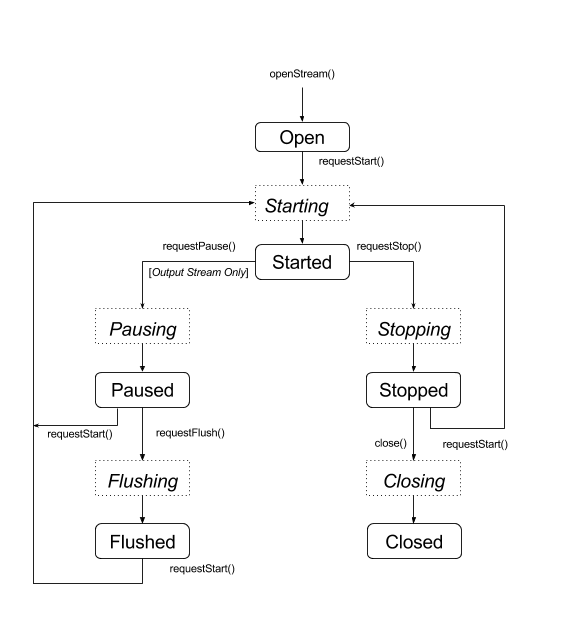 openStream()
Open
requestStart()
Starting
requestPause()
requestStop()
Started
[Output Stream Only]
Pausing
Stopping
Paused
Stopped
requestStart()
requestFlush()
close()
requestStart()
Flushing
Closing
Flushed
Closed
requestStart()